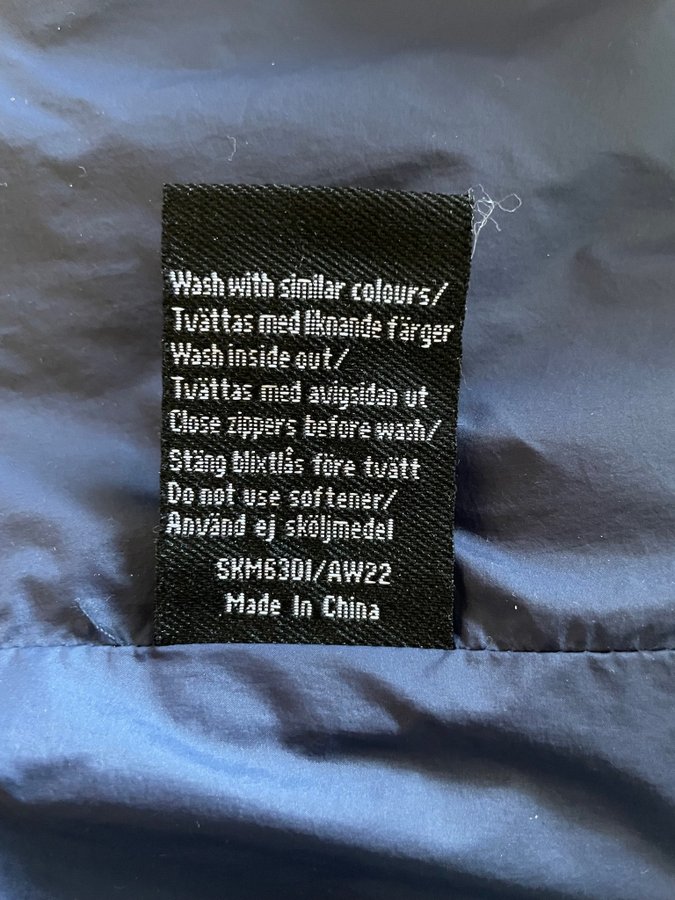 Wash with similar colours/
Tvättas med liknande färger
Wash inside out/
Tvättas med avigsidan ut
Close zippers before wash/
Stäng blixtlås före tvätt
Do not use softener/
Använd ej sköljmedel
SKM6301/AW22
Made In China